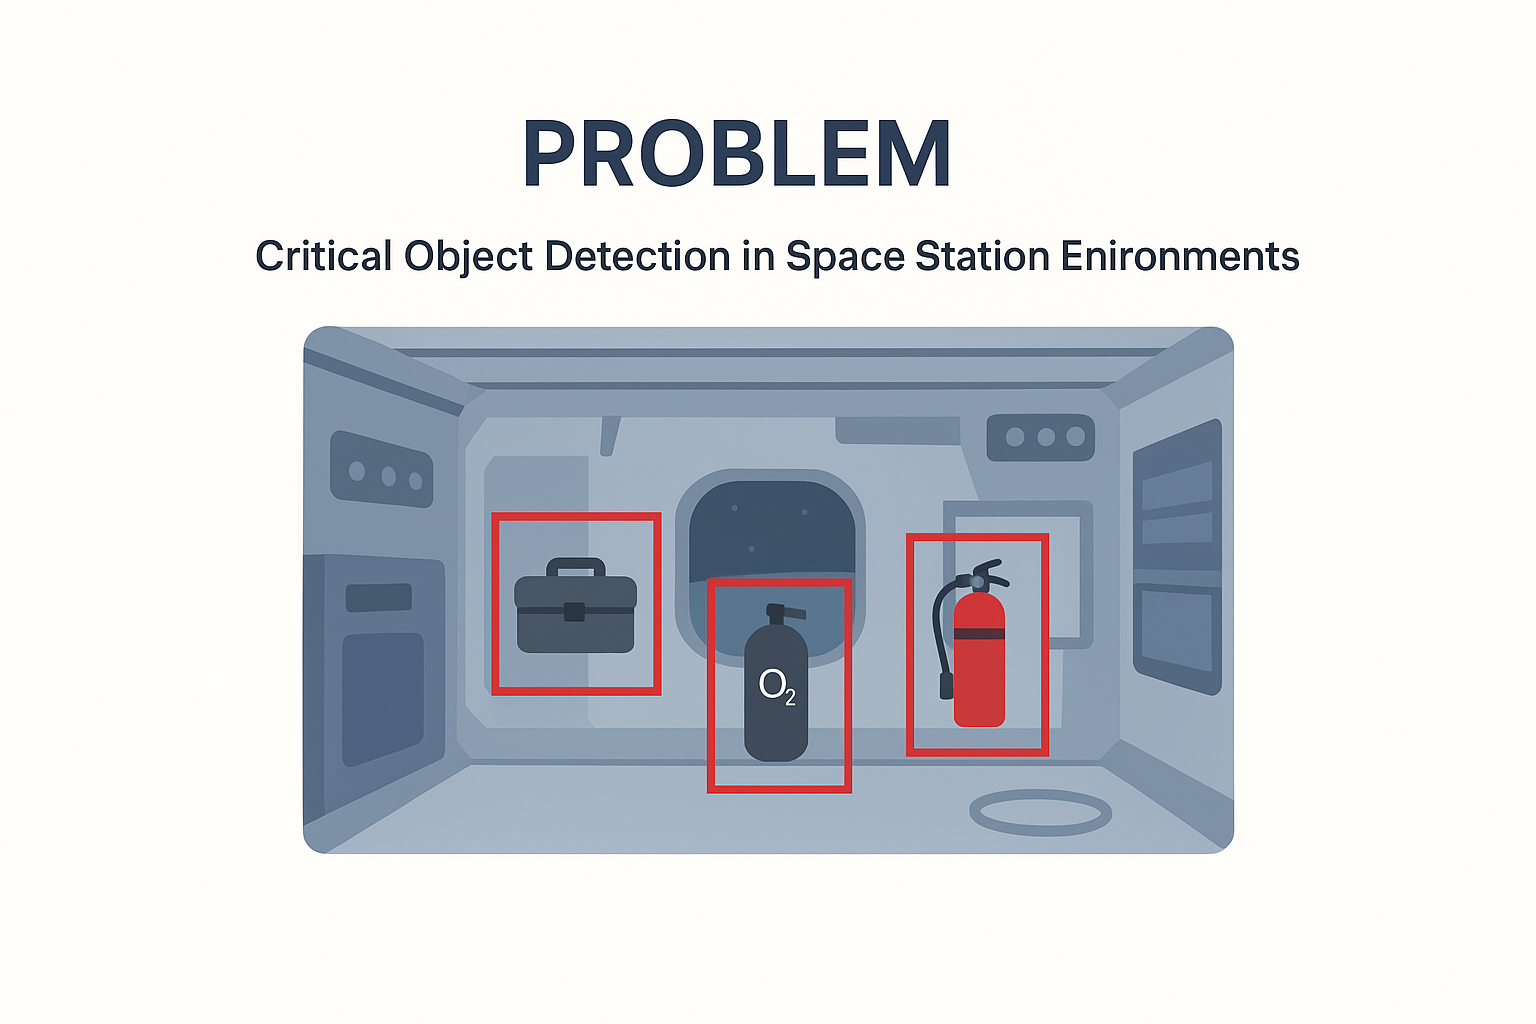 PROBLEM
Critical Object Detection in Space Station Enironments
O₂